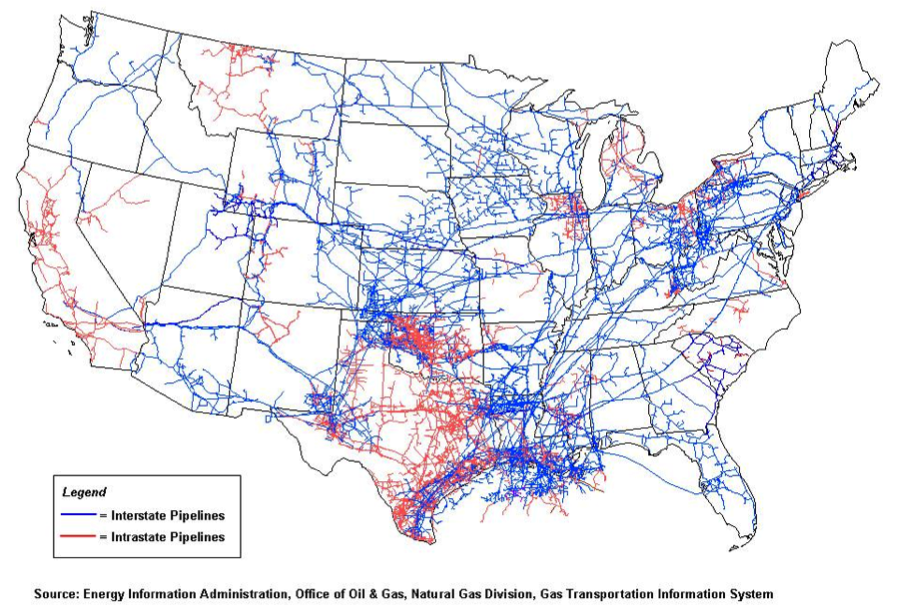 Legend
= Interstate Pipelines
= Intrastate Pipelines
Source: Energy Information Administration, Office of Oil & Gas, Natural Gas Division, Gas Transportation Information System